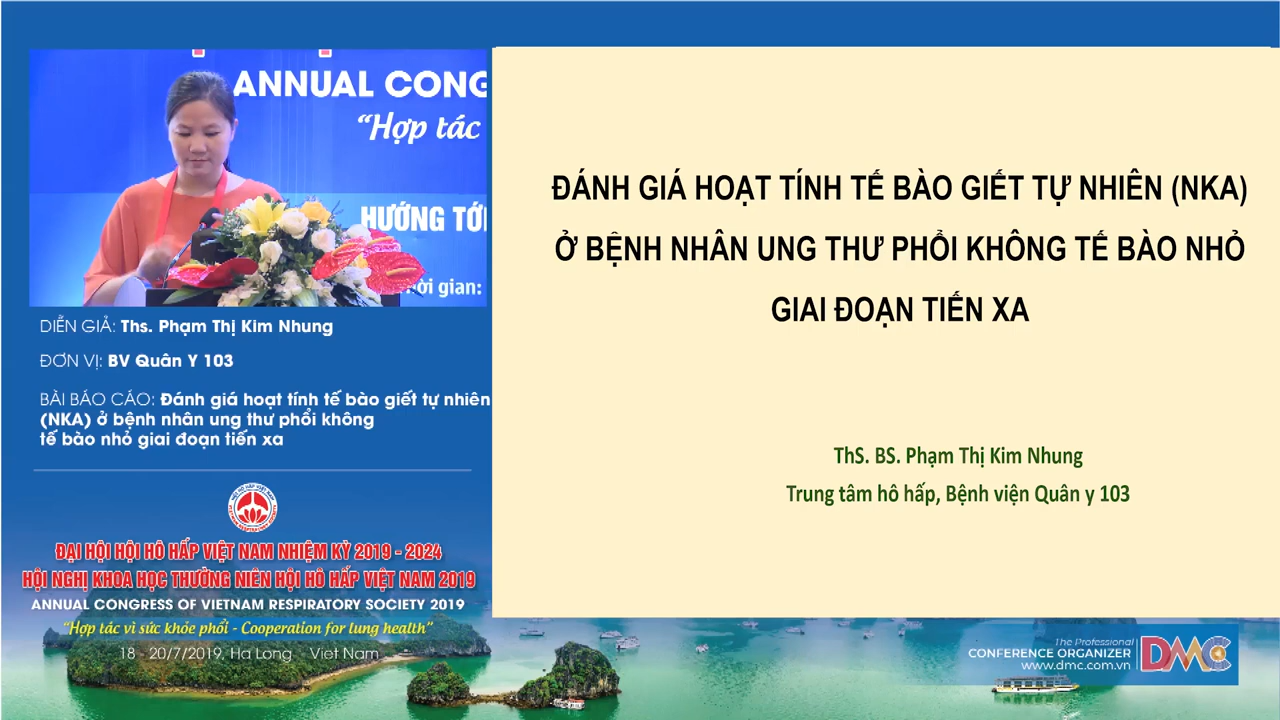 ANNUAL CONG
“Hợp tác
HƯỚNG TỚI
ời gian:
DIỄN GIẢ: Ths. Phạm Thị Kim Nhung
ĐƠN VỊ: BV Quân Y 103
BÀI BÁO CÁO: Đánh giá hoạt tính tế bào giết tự nhiên
(NKA) ở bệnh nhân ung thư phổi không
tế bào nhỏ giai đoạn tiến xa
ĐẠI HỘI HỘI HÔ HẤP VIỆT NAM NHIỆM KỲ 2019 - 2024
HỘI NGHỊ KHOA HỌC THƯỜNG NIÊN HỘI HÔ HẤP VIỆT NAM 2019
ANNUAL CONGRESS OF VIETNAM RESPIRATORY SOCIETY 2019
“Hợp tác vì sức khỏe phổi - Cooperation for lung health”
18 - 20/7/2019, Ha Long Viet Nam
ĐÁNH GIÁ HOẠT TÍNH TẾ BÀO GIẾT TỰ NHIÊN (NKA)
Ở BỆNH NHÂN UNG THƯ PHỔI KHÔNG TẾ BÀO NHỎ
GIAI ĐOẠN TIẾN XA
ThS. BS. Phạm Thị Kim Nhung
Trung tâm hô hấp, Bệnh viện Quân y 103
The Professional
CONFERENCE ORGANIZER
www.dmc.com.vn
DMC